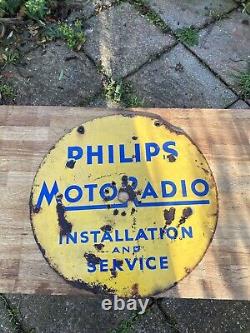 PHILIPS
MOTORADIO
INSTALLATION
AND
SERVICE